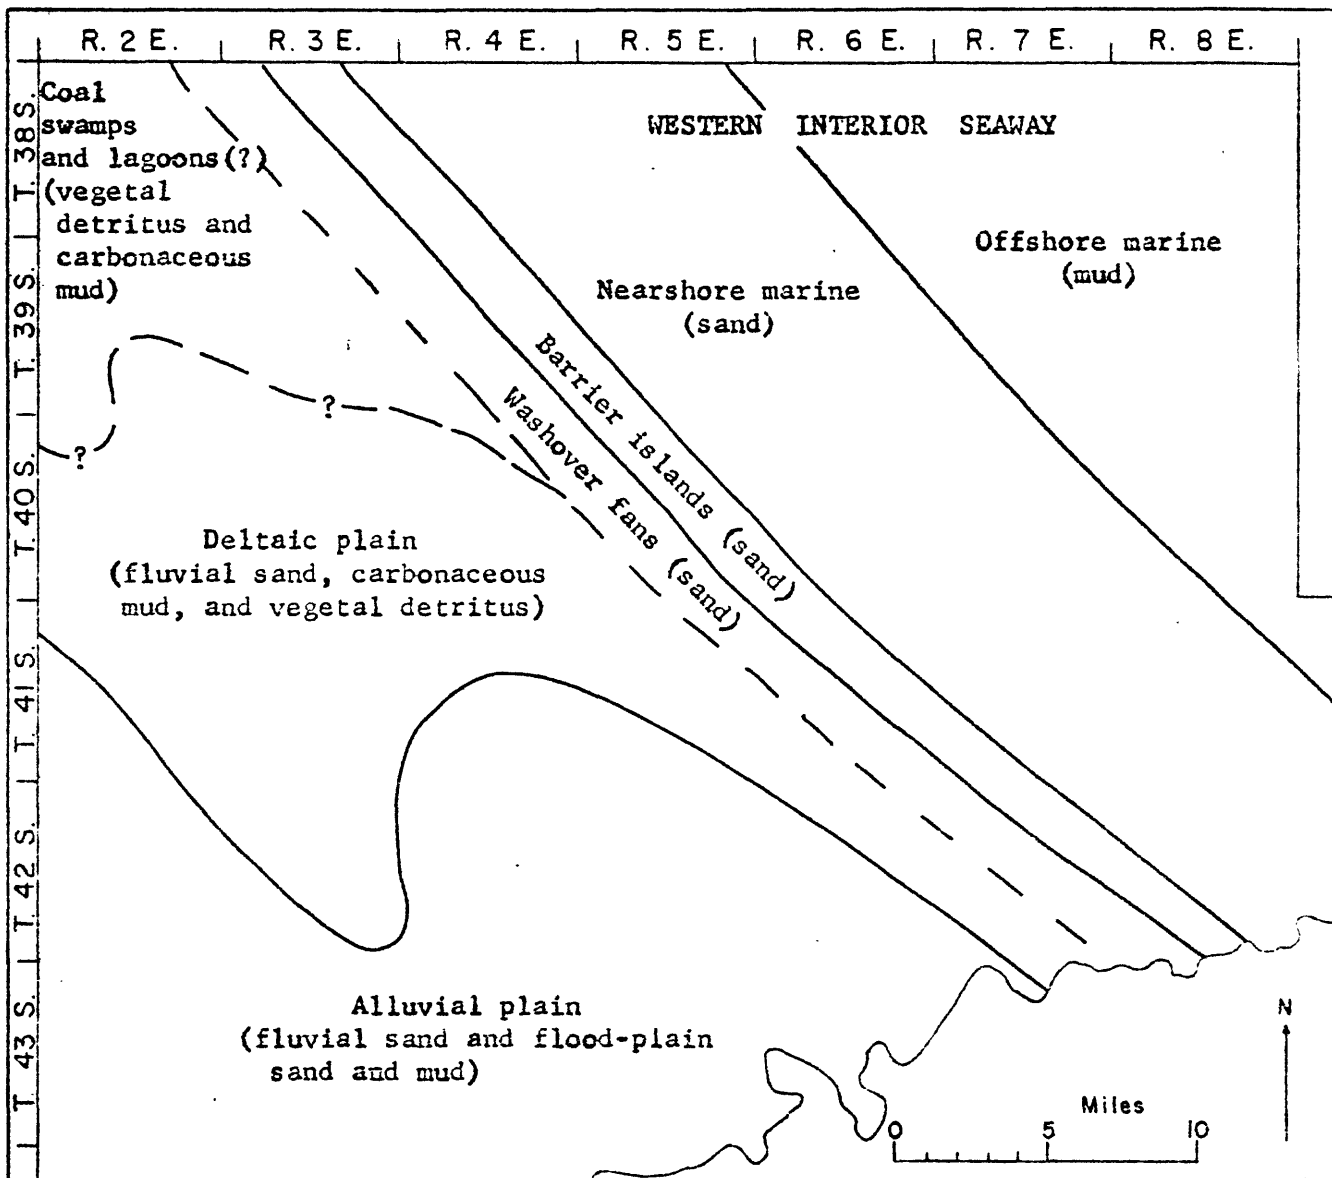 R. 2 E. R. 3 E. R. 4 E. R. 5 E. R. 6 E. R. 7 E. R. 8 E.
T. 38 S.
T. 39 S.
T. 40 S.
T. 41 S.
T. 42 S.
T. 43 S.
Coal
swamps
and lagoons(?)
(vegetal
detritus and
carbonaceous
mud)
WESTERN INTERIOR SEAWAY
Offshore marine
(mud)
Nearshore marine
(sand)
Barrier islands (sand)
Washover fans (sand)
?
?
Deltaic plain
(fluvial sand, carbonaceous
mud, and vegetal detritus)
Alluvial plain
(fluvial sand and flood-plain
sand and mud)
N
Miles
0 5 10